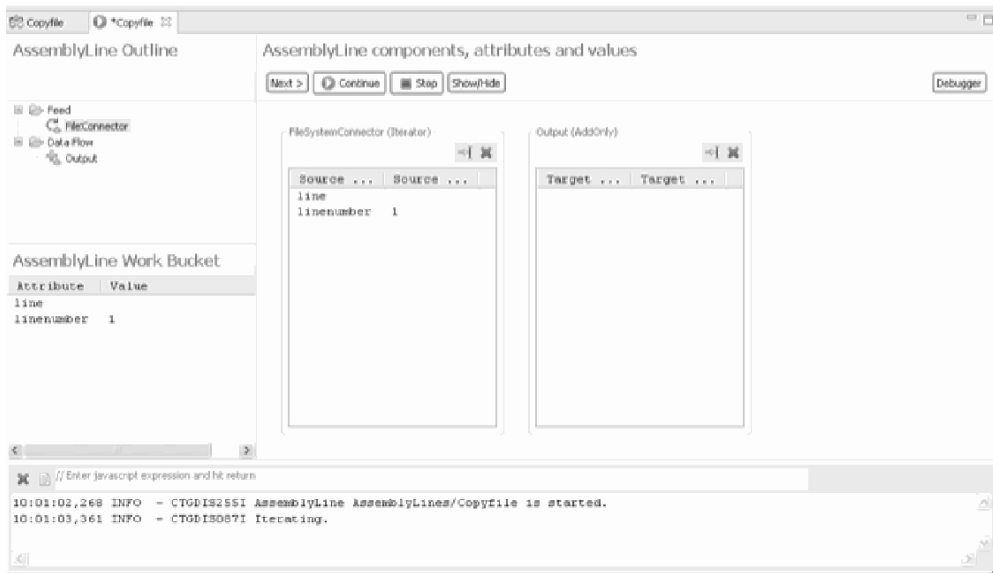 Copyfile
*Copyfile
AssemblyLine Outline
AssemblyLine components, attributes and values
Next >
Continue
Stop
Show/Hide
Debugger
Feed
FileConnector
Data Flow
Output
FileSystemConnector (Iterator)
Source ... Source ...
line
linenumber 1
Output (AddOnly)
Target ... Target ...
AssemblyLine Work Bucket
Attribute Value
line
linenumber 1
// Enter javascript expression and hit return
10:01:02,268 INFO - CTGDIS255I AssemblyLine AssemblyLines/Copyfile is started.
10:01:03,361 INFO - CTGDIS087I Iterating.